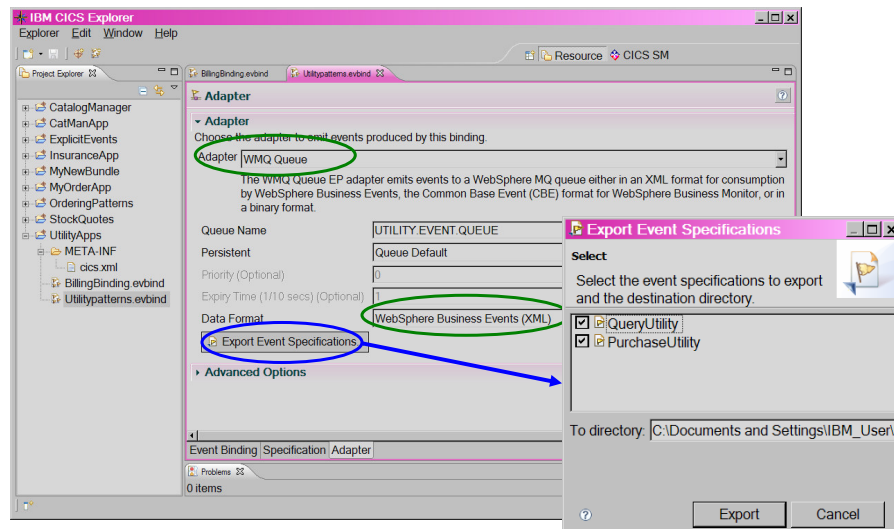 IBM CICS Explorer
Explorer Edit Window Help
Resource CICS SM
Project Explorer
BillingBinding.evbind
Utilitypatterns.evbind
CatalogManager
CatManApp
ExplicitEvents
InsuranceApp
MyNewBundle
MyOrderApp
OrderingPatterns
StockQuotes
UtilityApps
META-INF
cics.xml
BillingBinding.evbind
Utilitypatterns.evbind
Adapter
Adapter
Choose the adapter to emit events produced by this binding.
Adapter WMQ Queue
The WMQ Queue EP adapter emits events to a WebSphere MQ queue either in an XML format for consumption
by WebSphere Business Events, the Common Base Event (CBE) format for WebSphere Business Monitor, or in
a binary format.
Queue Name UTILITY.EVENT.QUEUE
Persistent Queue Default
Priority (Optional) 0
Expiry Time (1/10 secs) (Optional) 1
Data Format WebSphere Business Events (XML)
Export Event Specifications
Advanced Options
Event Binding Specification Adapter
Problems
0 items
Export Event Specifications
Select
Select the event specifications to export
and the destination directory.
QueryUtility
PurchaseUtility
To directory: C:\Documents and Settings\IBM_User\
Export Cancel